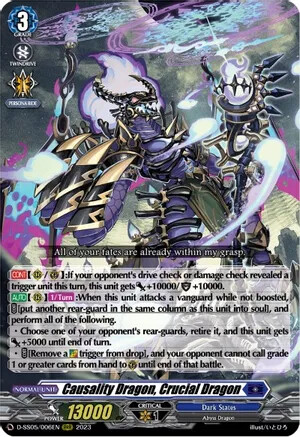 3
GRADE
TWINDRIVE
PERSONA RIDE
All of your fates are already within my grasp.
CONT [ / ]:If your opponent's drive check or damage check revealed a
trigger unit this turn, this unit gets +10000/ +10000.
AUTO [ ] 1/Turn :When this unit attacks a vanguard while not boosted,
[put another rear-guard in the same column as this unit into soul], and
perform all of the following.
・Choose one of your opponent's rear-guards, retire it, and this unit gets
+5000 until end of turn.
・[Remove a trigger from drop], and your opponent cannot call grade
1 or greater cards from hand to until end of that battle.
NORMAL UNIT
Causality Dragon, Crucial Dragon
POWER 13000
CRITICAL
1
Dark States
Abyss Dragon
D-SS05/006EN RRR 2023
illust/いとひろ